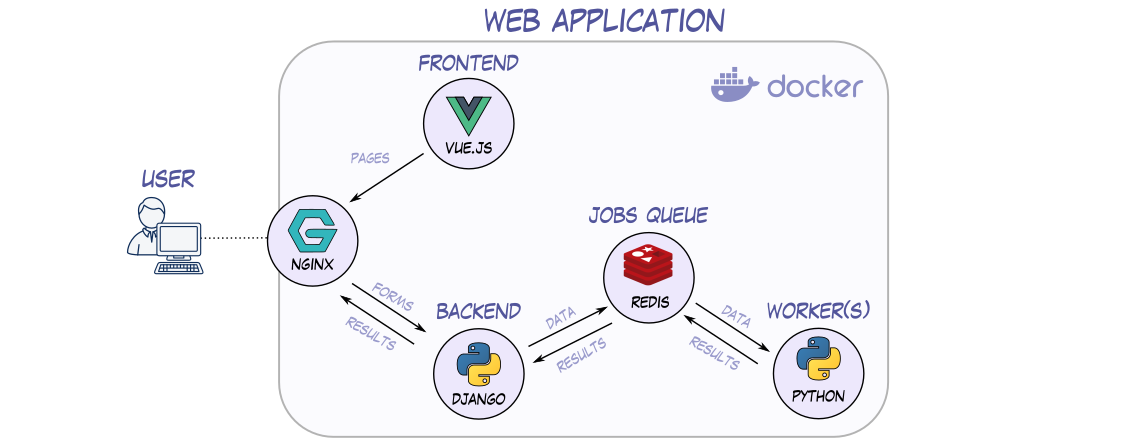 WEB APPLICATION
FRONTEND
docker
VUE.JS
PAGES
USER
NGINX
JOBS QUEUE
REDIS
FORMS
RESULTS
BACKEND
DATA
RESULTS
DJANGO
DATA
RESULTS
WORKER(S)
PYTHON